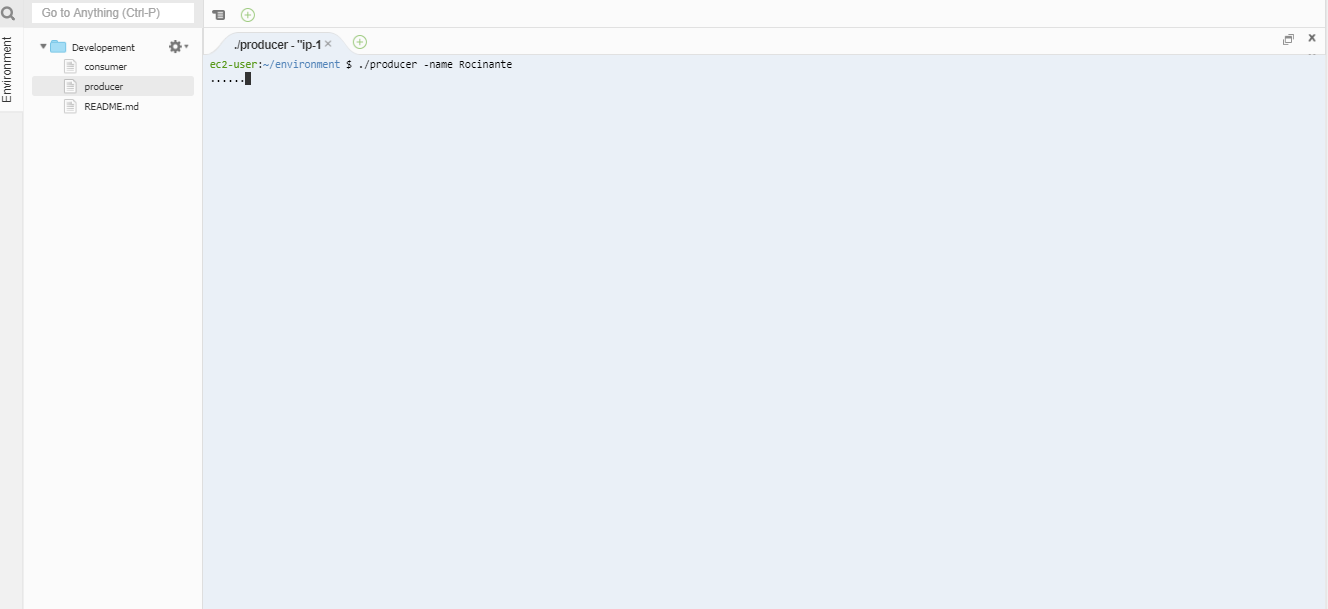 Go to Anything (Ctrl-P)
Environment
Developement
consumer
producer
README.md
./producer - "ip-1
ec2-user:~/environment $ ./producer -name Rocinante
......